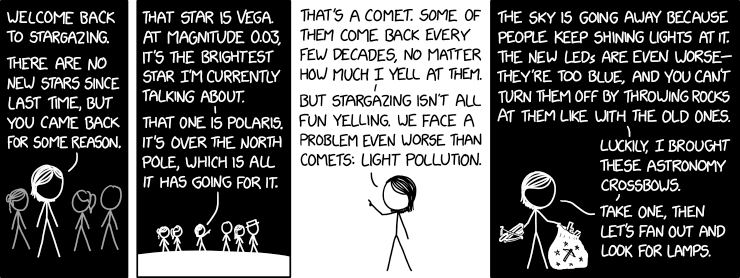 WELCOME BACK
TO STARGAZING.
THERE ARE NO
NEW STARS SINCE
LAST TIME, BUT
YOU CAME BACK
FOR SOME REASON.
THAT STAR IS VEGA.
AT MAGNITUDE 0.03,
IT'S THE BRIGHTEST
STAR I'M CURRENTLY
TALKING ABOUT.
THAT ONE IS POLARIS.
IT'S OVER THE NORTH
POLE, WHICH IS ALL
IT HAS GOING FOR IT.
THAT'S A COMET. SOME OF
THEM COME BACK EVERY
FEW DECADES, NO MATTER
HOW MUCH I YELL AT THEM.
BUT STARGAZING ISN'T ALL
FUN YELLING. WE FACE A
PROBLEM EVEN WORSE THAN
COMETS: LIGHT POLLUTION.
THE SKY IS GOING AWAY BECAUSE
PEOPLE KEEP SHINING LIGHTS AT IT.
THE NEW LEDs ARE EVEN WORSE—
THEY'RE TOO BLUE, AND YOU CAN'T
TURN THEM OFF BY THROWING ROCKS
AT THEM LIKE WITH THE OLD ONES.
LUCKILY, I BROUGHT
THESE ASTRONOMY
CROSSBOWS.
TAKE ONE, THEN
LET'S FAN OUT AND
LOOK FOR LAMPS.